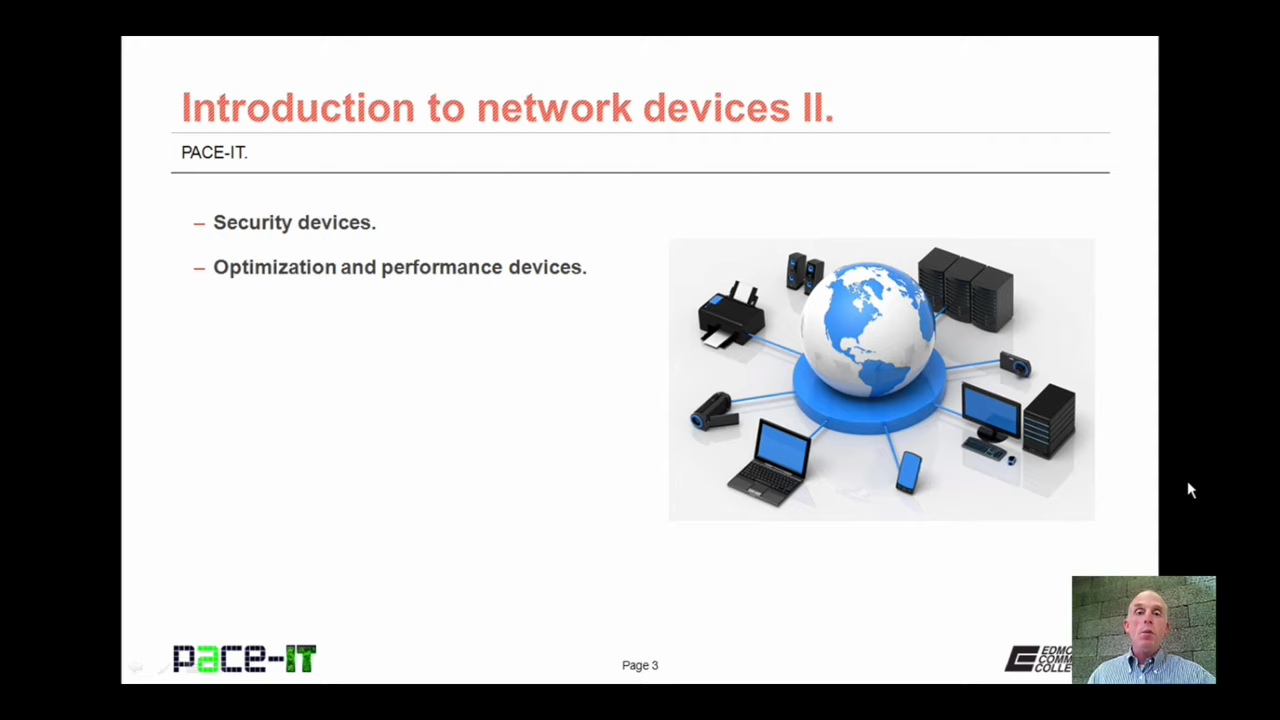 Introduction to network devices II.
PACE-IT.
– Security devices.
– Optimization and performance devices.
pace-IT
Page 3